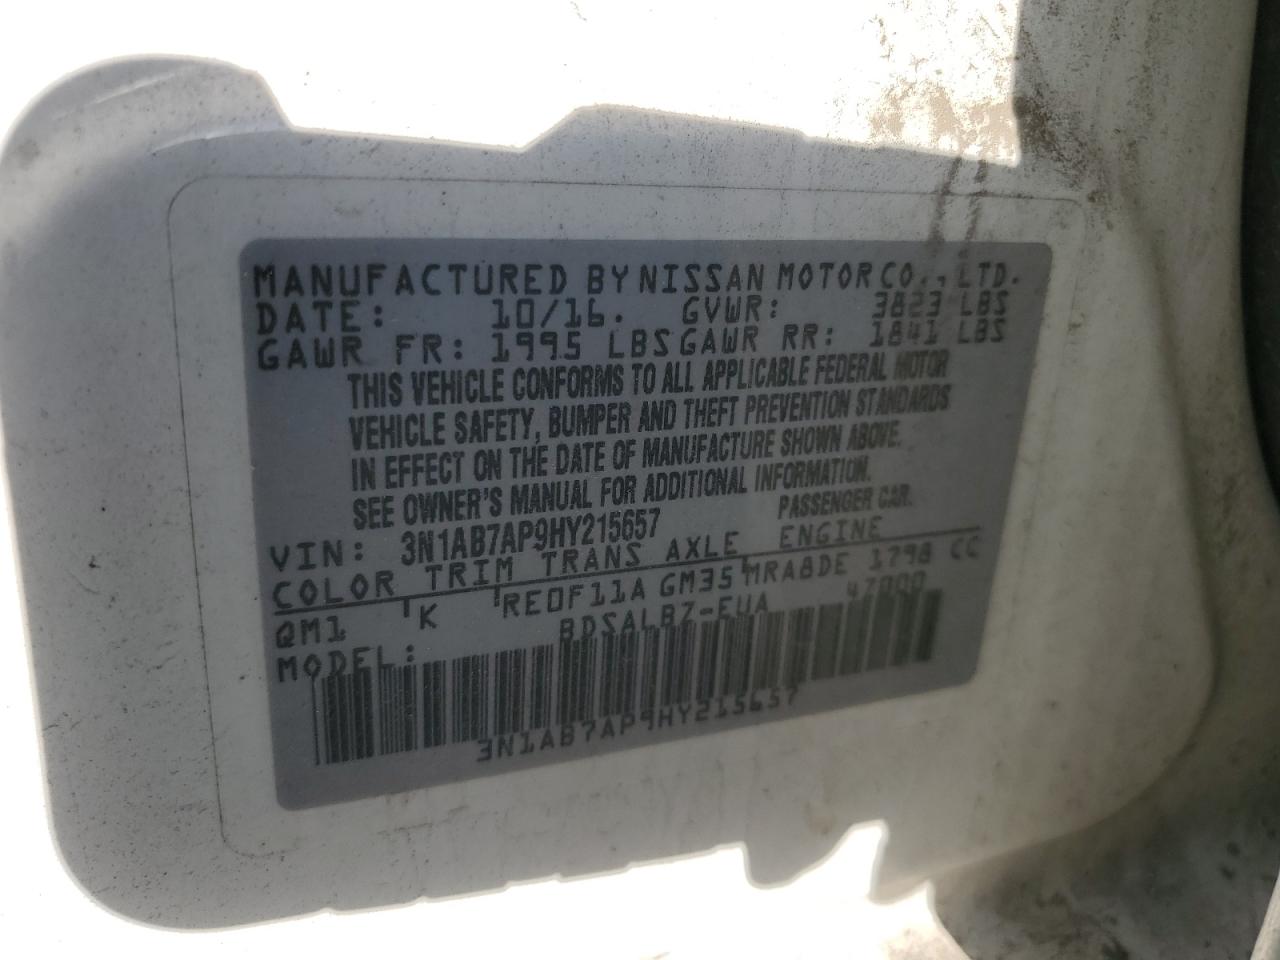 MANUFACTURED BY NISSAN MOTOR CO., LTD.
DATE: 10/16. GVWR: 3823 LBS
GAWR FR: 1995 LBS GAWR RR: 1841 LBS
THIS VEHICLE CONFORMS TO ALL APPLICABLE FEDERAL MOTOR
VEHICLE SAFETY, BUMPER AND THEFT PREVENTION STANDARDS
IN EFFECT ON THE DATE OF MANUFACTURE SHOWN ABOVE.
SEE OWNER'S MANUAL FOR ADDITIONAL INFORMATION.
VIN: 3N1AB7AP9HY215657 PASSENGER CAR.
COLOR TRIM TRANS AXLE ENGINE
QM1 K RE0F11A GM35 MRA8DE 1798 CC
MODEL: BDSALBZ-EUA 47000
3N1AB7AP9HY215657